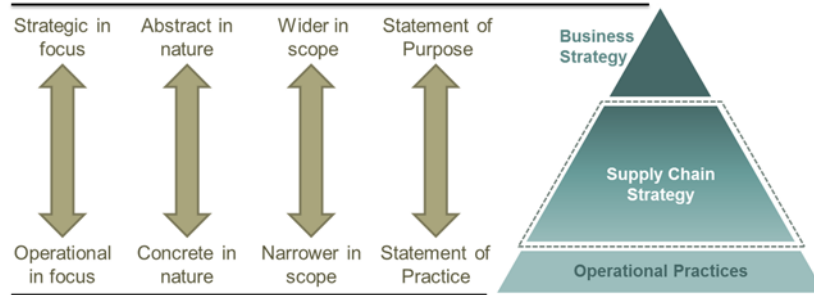 Strategic in
focus
Abstract in
nature
Wider in
scope
Statement of
Purpose
Business
Strategy
Supply Chain
Strategy
Operational
in focus
Concrete in
nature
Narrower in
scope
Statement of
Practice
Operational Practices